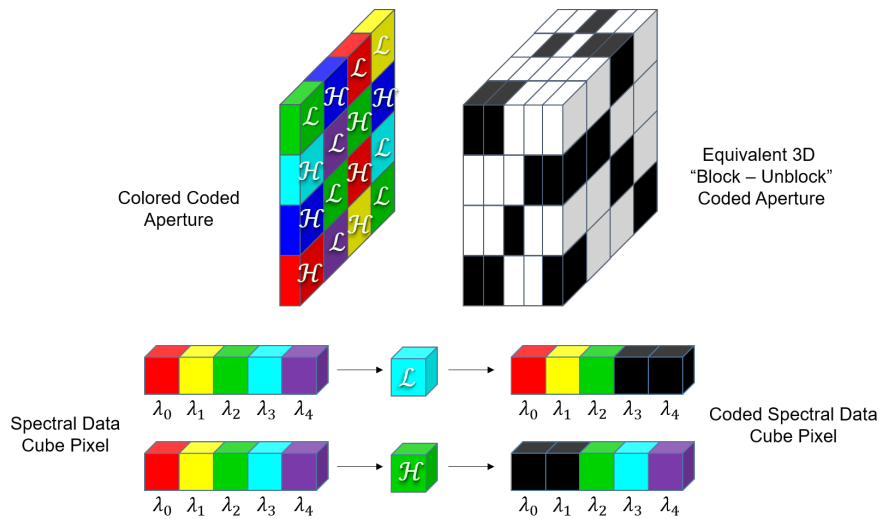 ℒ ℋ ℒ ℒ
ℋ ℒ ℋ ℋ
ℋ ℒ ℋ ℒ
ℋ ℒ ℋ ℒ
Colored Coded
Aperture
Equivalent 3D
“Block – Unblock”
Coded Aperture
ℒ
λ₀ λ₁ λ₂ λ₃ λ₄
λ₀ λ₁ λ₂ λ₃ λ₄
Spectral Data
Cube Pixel
Coded Spectral Data
Cube Pixel
ℋ
λ₀ λ₁ λ₂ λ₃ λ₄
λ₀ λ₁ λ₂ λ₃ λ₄